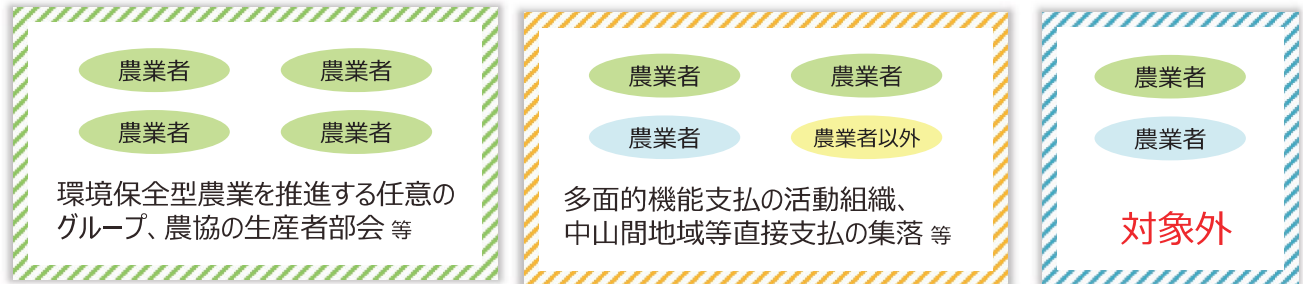 農業者
農業者
農業者
農業者
環境保全型農業を推進する任意の
グループ、農協の生産者部会 等
農業者
農業者
農業者
農業者以外
多面的機能支払の活動組織、
中山間地域等直接支払の集落 等
農業者
農業者
対象外